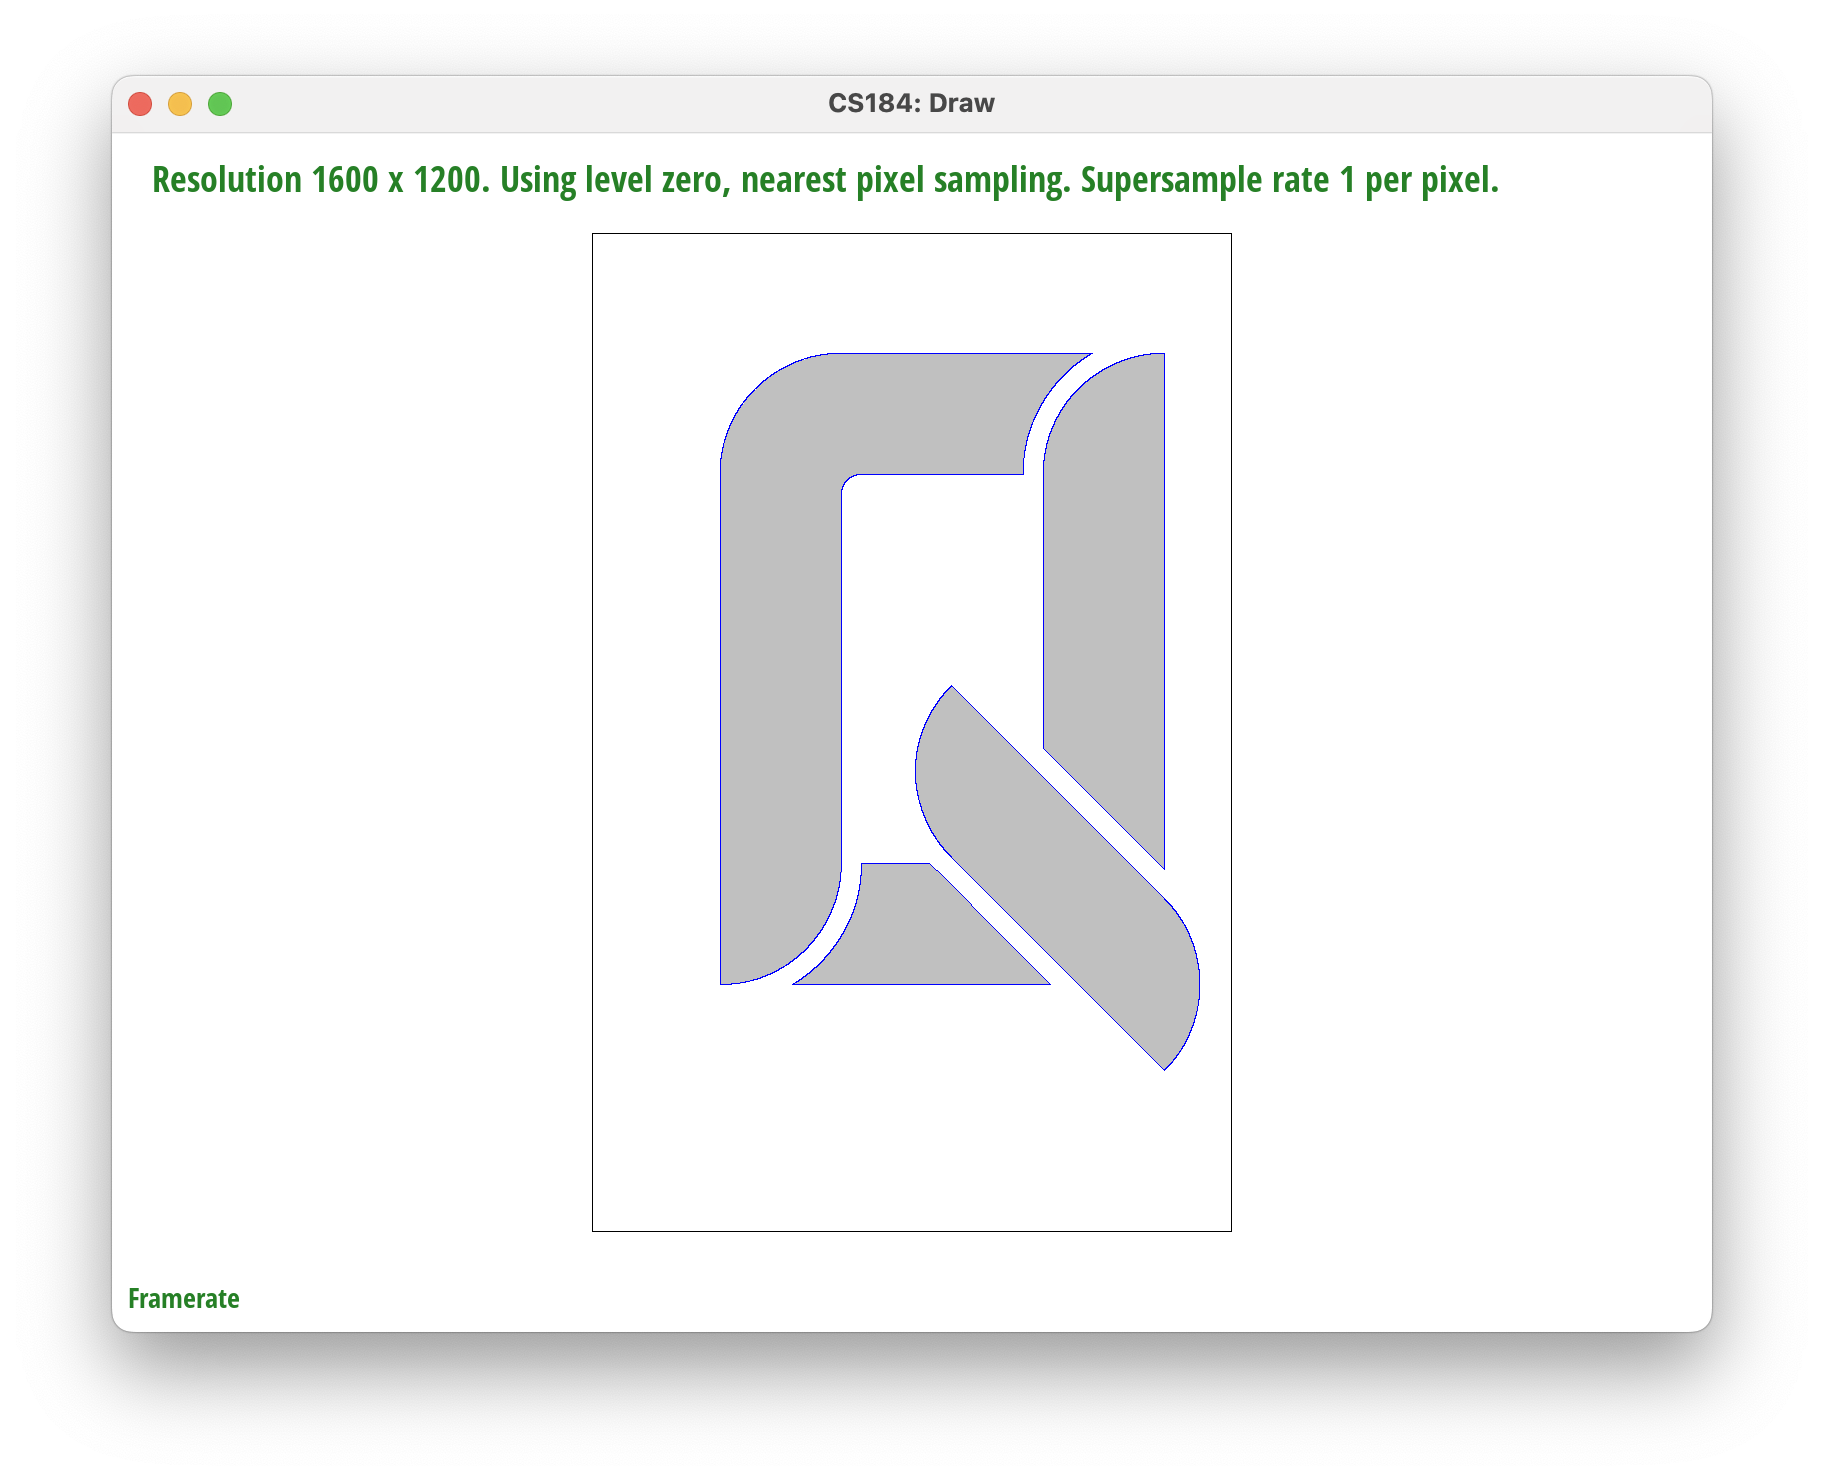 CS184: Draw
Resolution 1600 x 1200. Using level zero, nearest pixel sampling. Supersample rate 1 per pixel.
Framerate